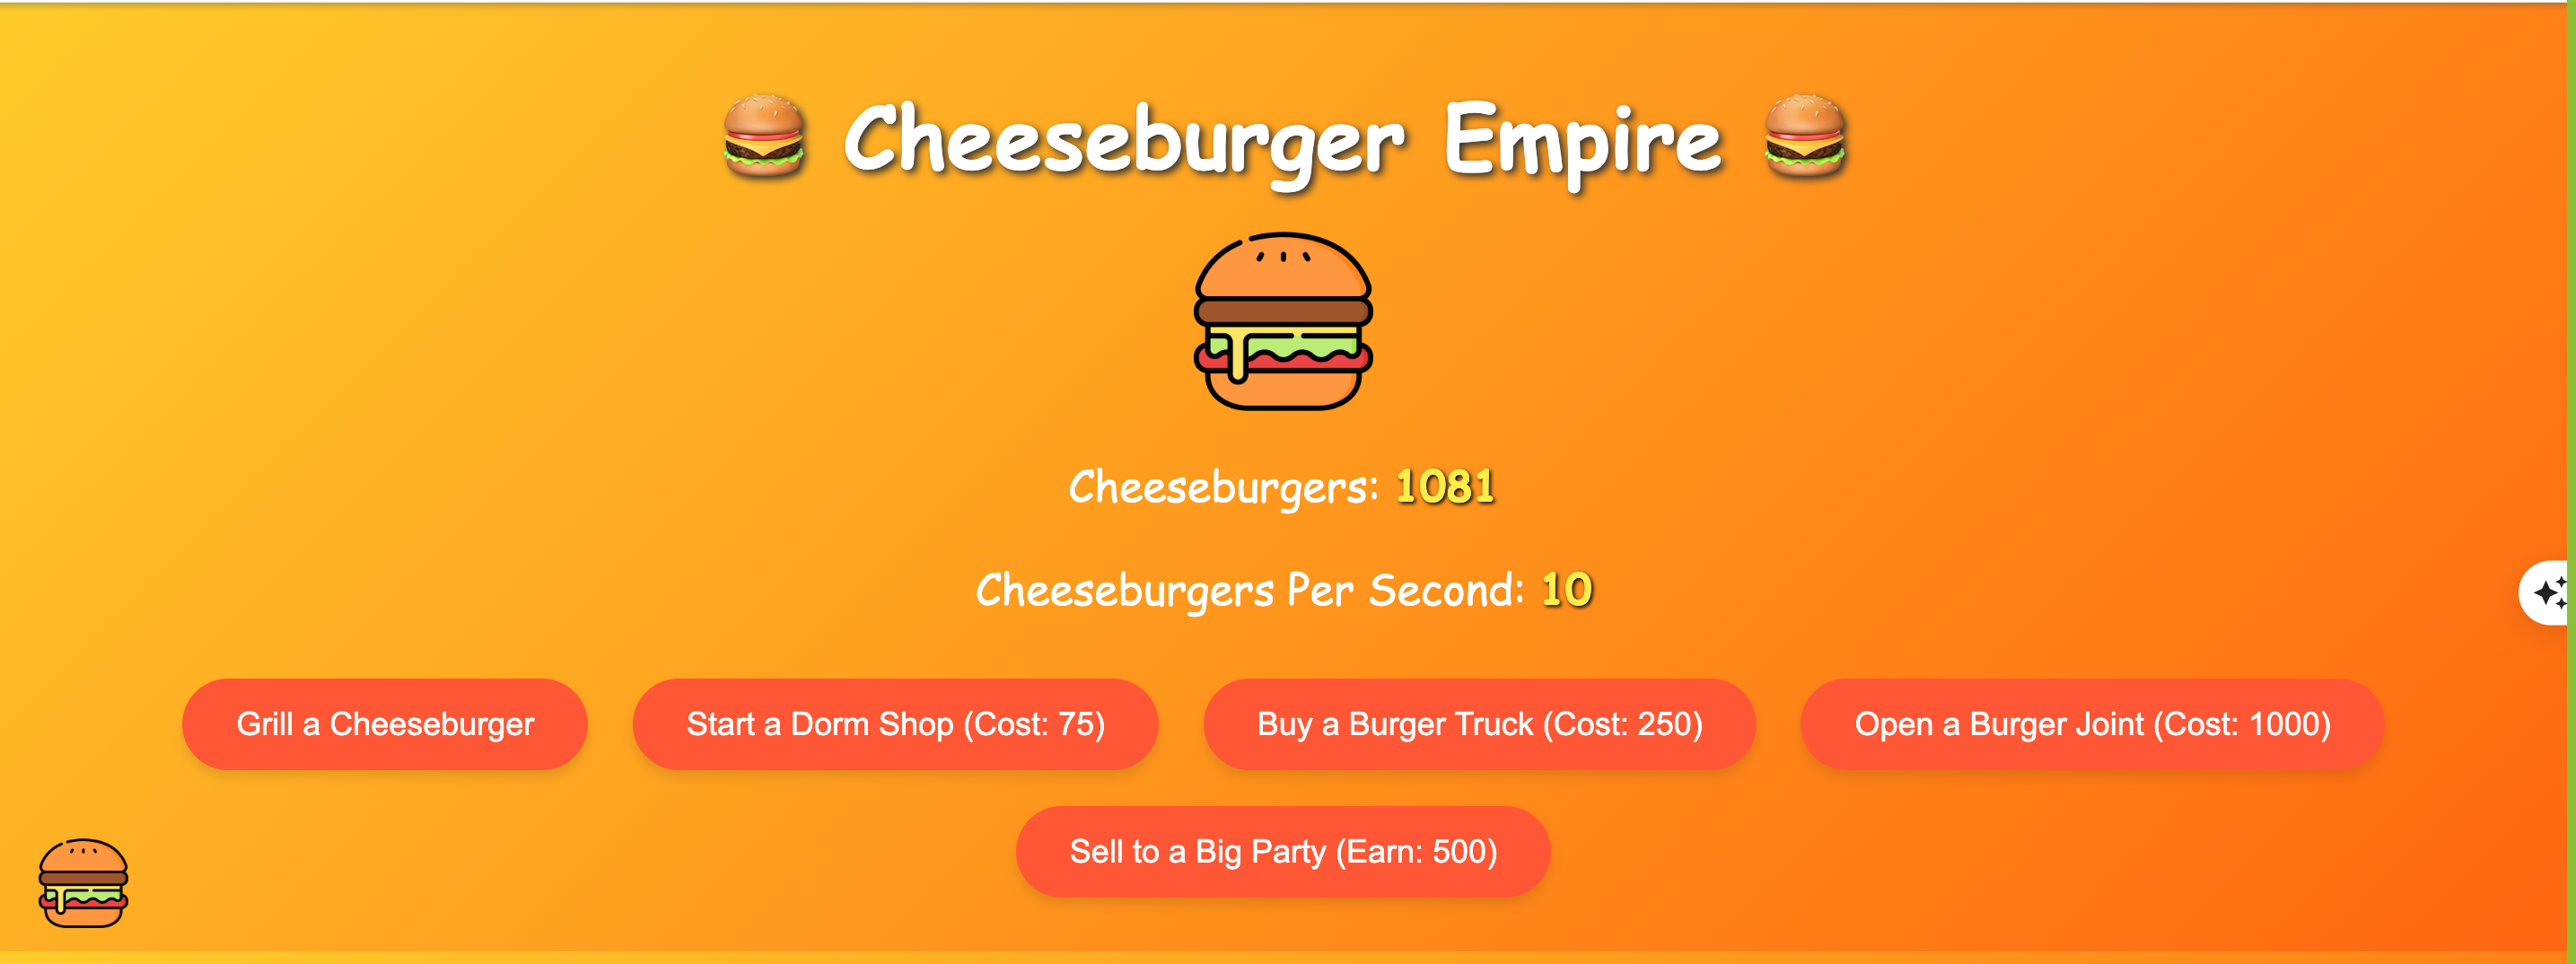 🍔 Cheeseburger Empire 🍔
Cheeseburgers: 1081
Cheeseburgers Per Second: 10
Grill a Cheeseburger
Start a Dorm Shop (Cost: 75)
Buy a Burger Truck (Cost: 250)
Open a Burger Joint (Cost: 1000)
Sell to a Big Party (Earn: 500)